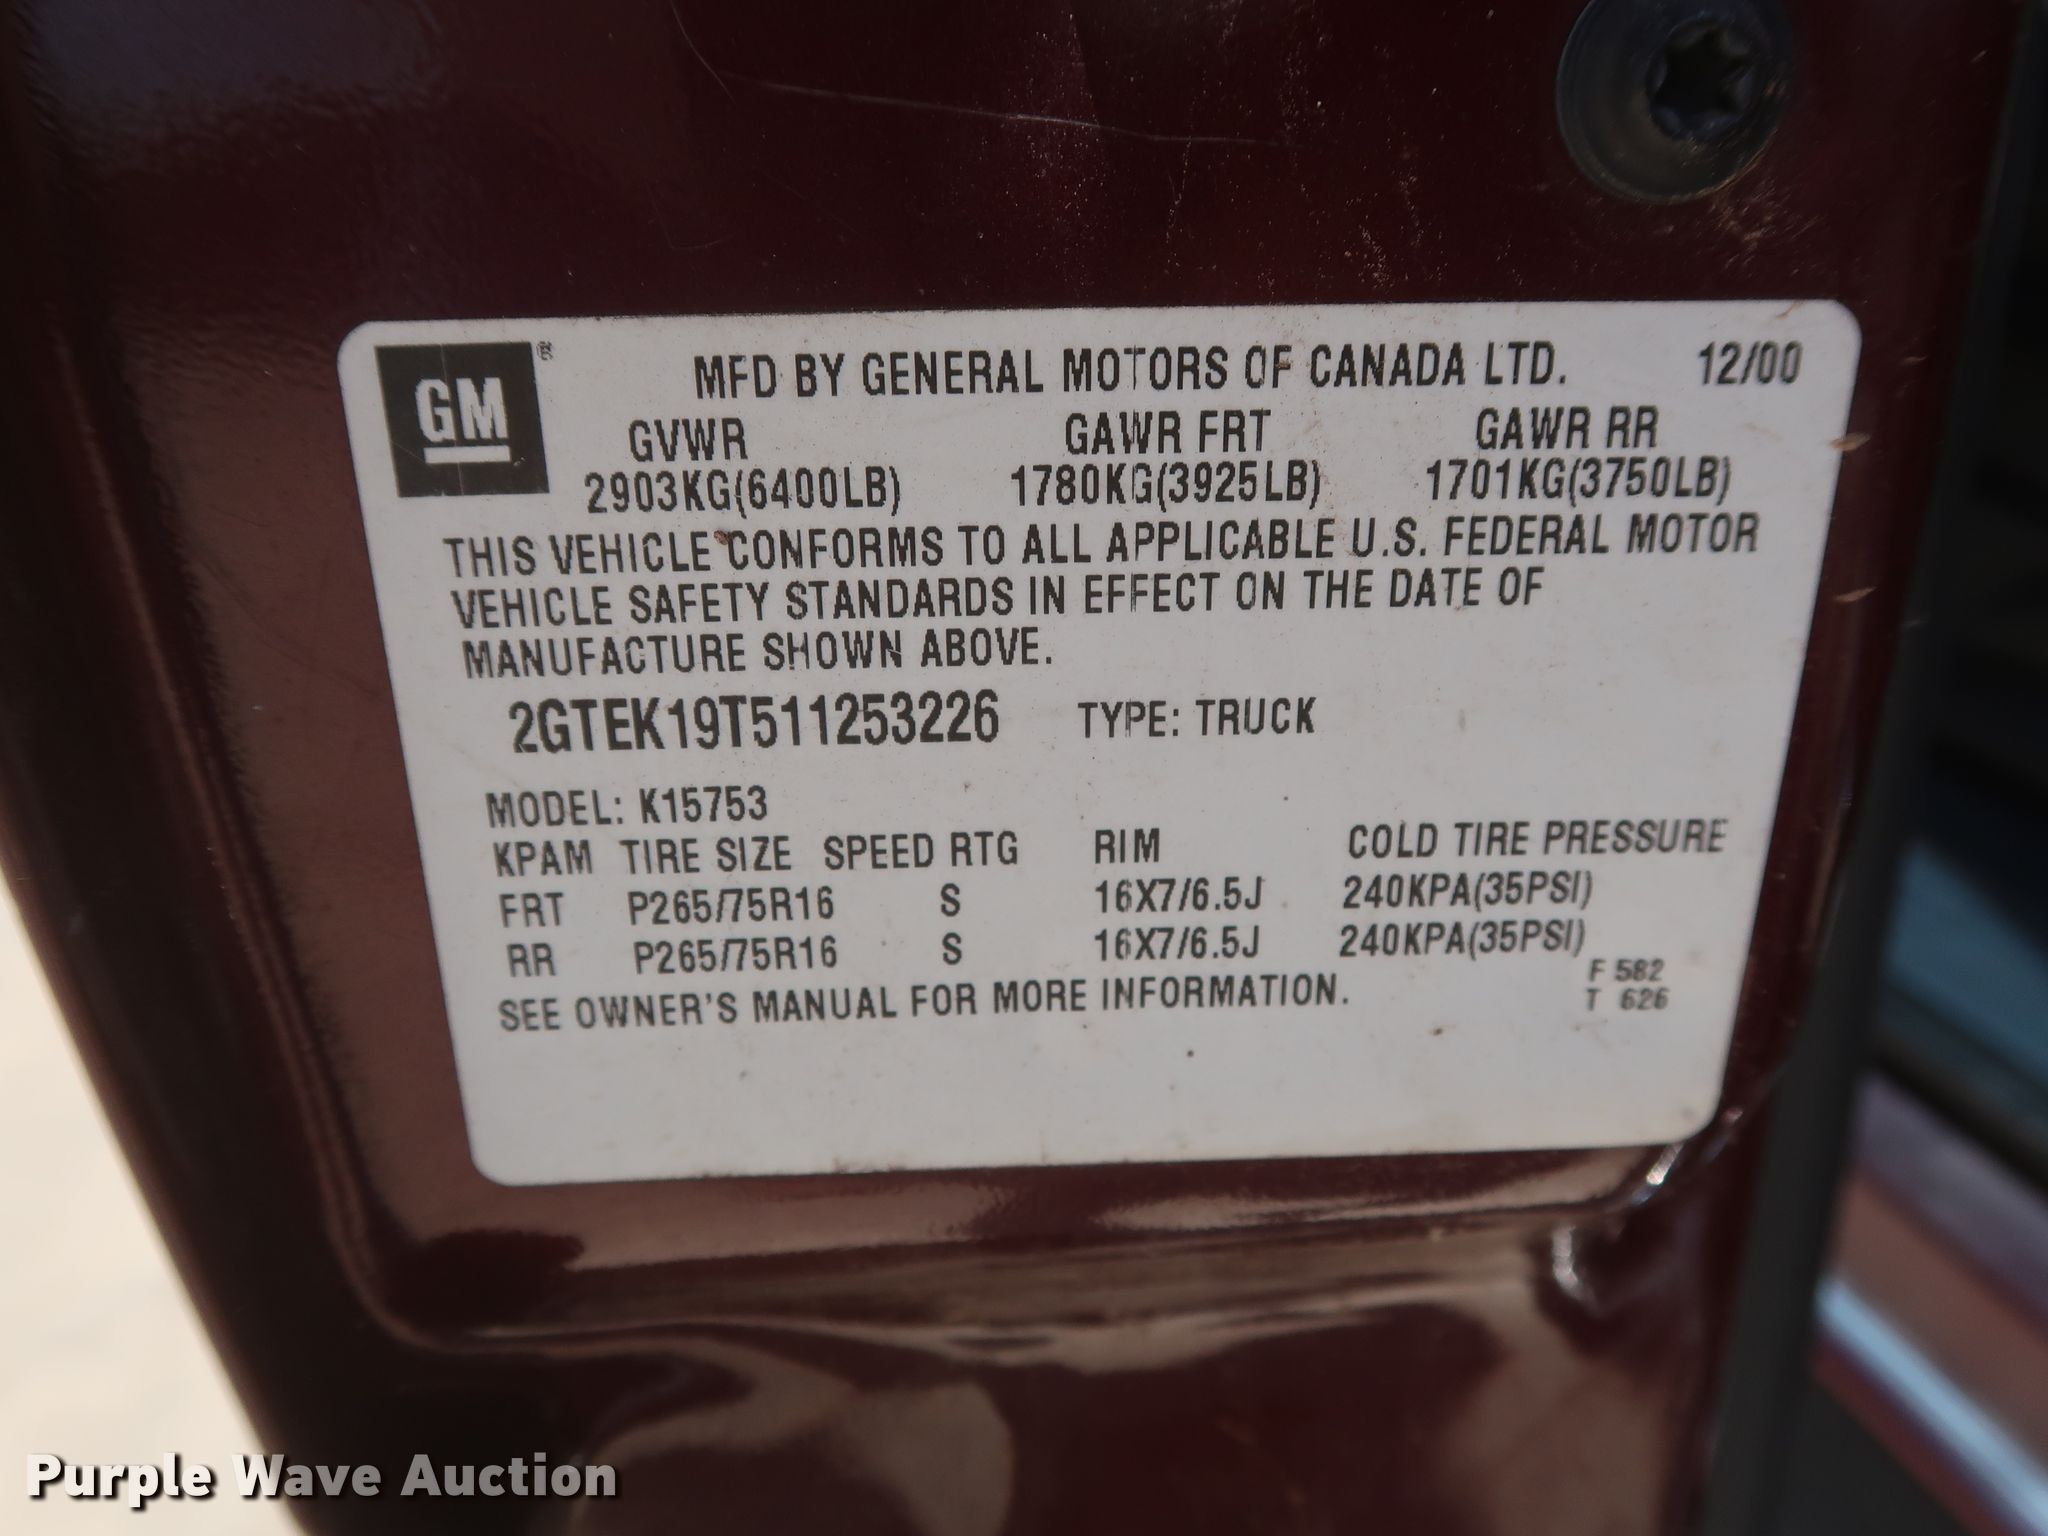 GM ®
MFD BY GENERAL MOTORS OF CANADA LTD. 12/00
GVWR GAWR FRT GAWR RR
2903KG(6400LB) 1780KG(3925LB) 1701KG(3750LB)
THIS VEHICLE CONFORMS TO ALL APPLICABLE U.S. FEDERAL MOTOR
VEHICLE SAFETY STANDARDS IN EFFECT ON THE DATE OF
MANUFACTURE SHOWN ABOVE.
2GTEK19T511253226 TYPE: TRUCK
MODEL: K15753
KPAM TIRE SIZE SPEED RTG RIM COLD TIRE PRESSURE
FRT P265/75R16 S 16X7/6.5J 240KPA(35PSI)
RR P265/75R16 S 16X7/6.5J 240KPA(35PSI)
F 582
T 626
SEE OWNER'S MANUAL FOR MORE INFORMATION.
Purple Wave Auction